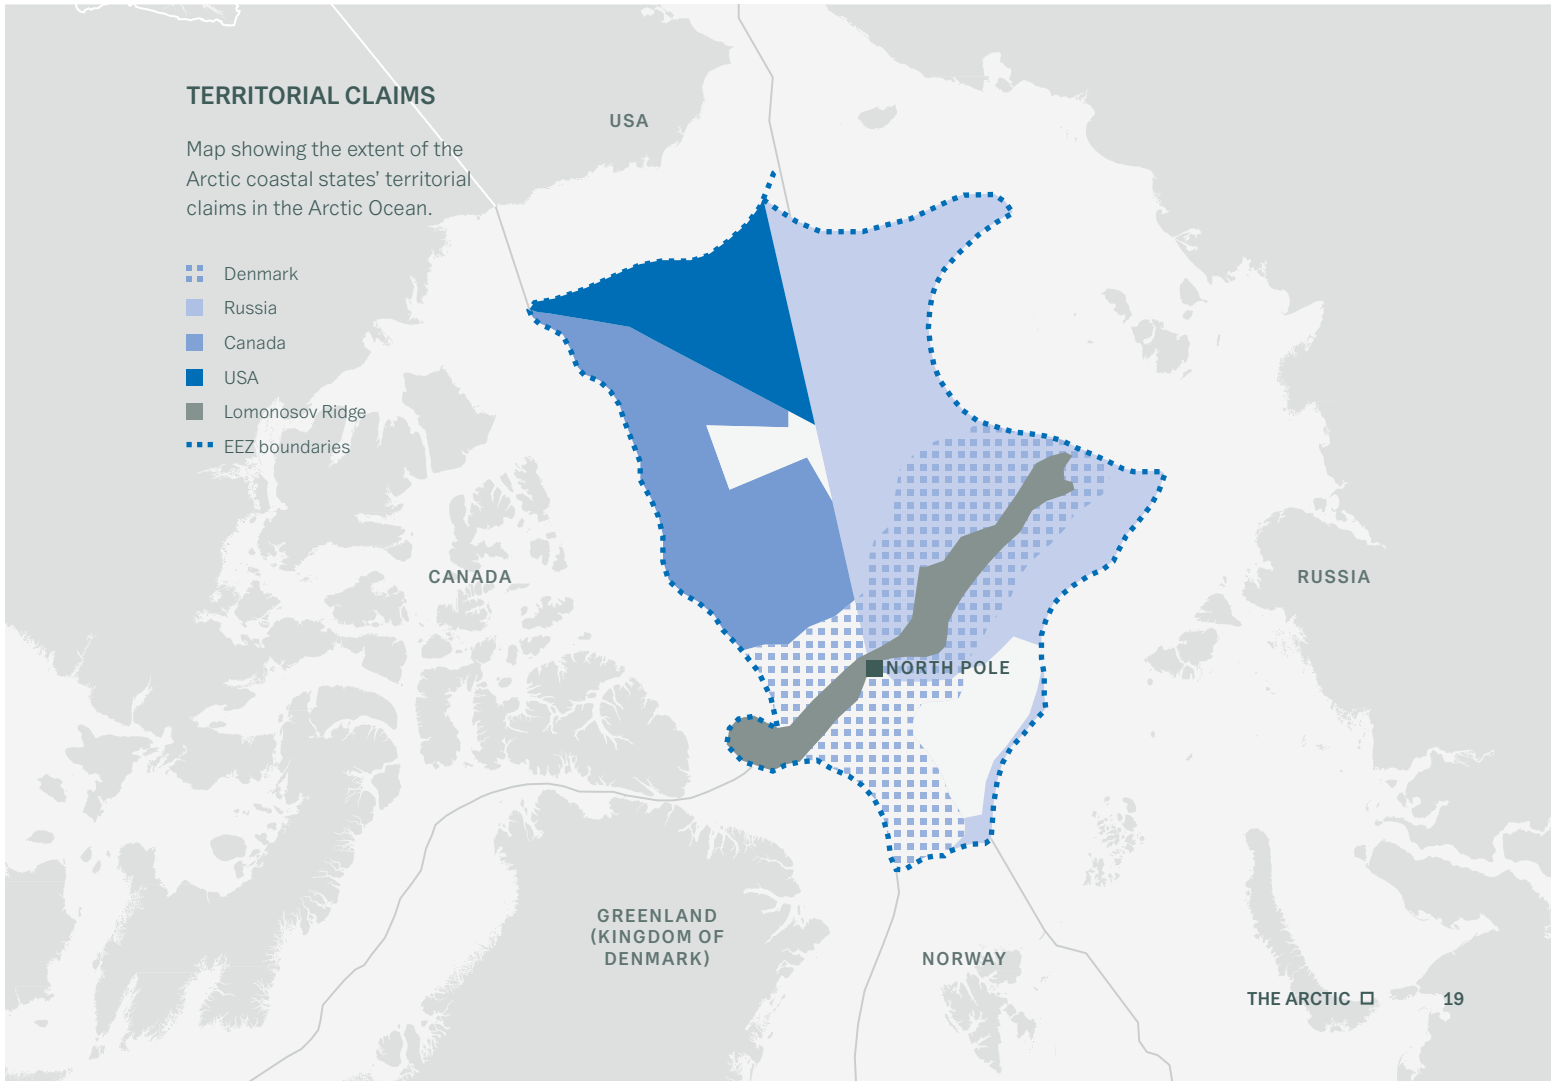 TERRITORIAL CLAIMS
Map showing the extent of the
Arctic coastal states’ territorial
claims in the Arctic Ocean.
Denmark
Russia
Canada
USA
Lomonosov Ridge
EEZ boundaries
USA
CANADA
RUSSIA
NORTH POLE
GREENLAND
(KINGDOM OF
DENMARK)
NORWAY
THE ARCTIC 19